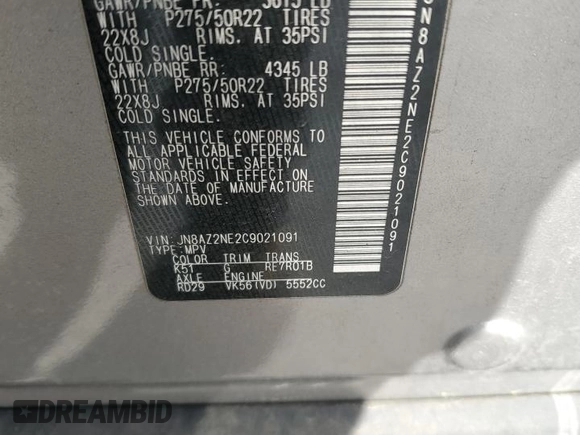 GAWR/PNBE FR: 3615 LB
WITH P275/50R22 TIRES
22X8J RIMS. AT 35PSI
COLD SINGLE.
GAWR/PNBE RR: 4345 LB
WITH P275/50R22 TIRES
22X8J RIMS. AT 35PSI
COLD SINGLE.
THIS VEHICLE CONFORMS TO
ALL APPLICABLE FEDERAL
MOTOR VEHICLE SAFETY
STANDARDS IN EFFECT ON
THE DATE OF MANUFACTURE
SHOWN ABOVE.
VIN: JN8AZ2NE2C9021091
TYPE: MPV
COLOR TRIM TRANS
K51 G RE7R01B
AXLE ENGINE
RD29 VK56(VD) 5552CC
JN8AZ2NE2C9021091
DREAMBID